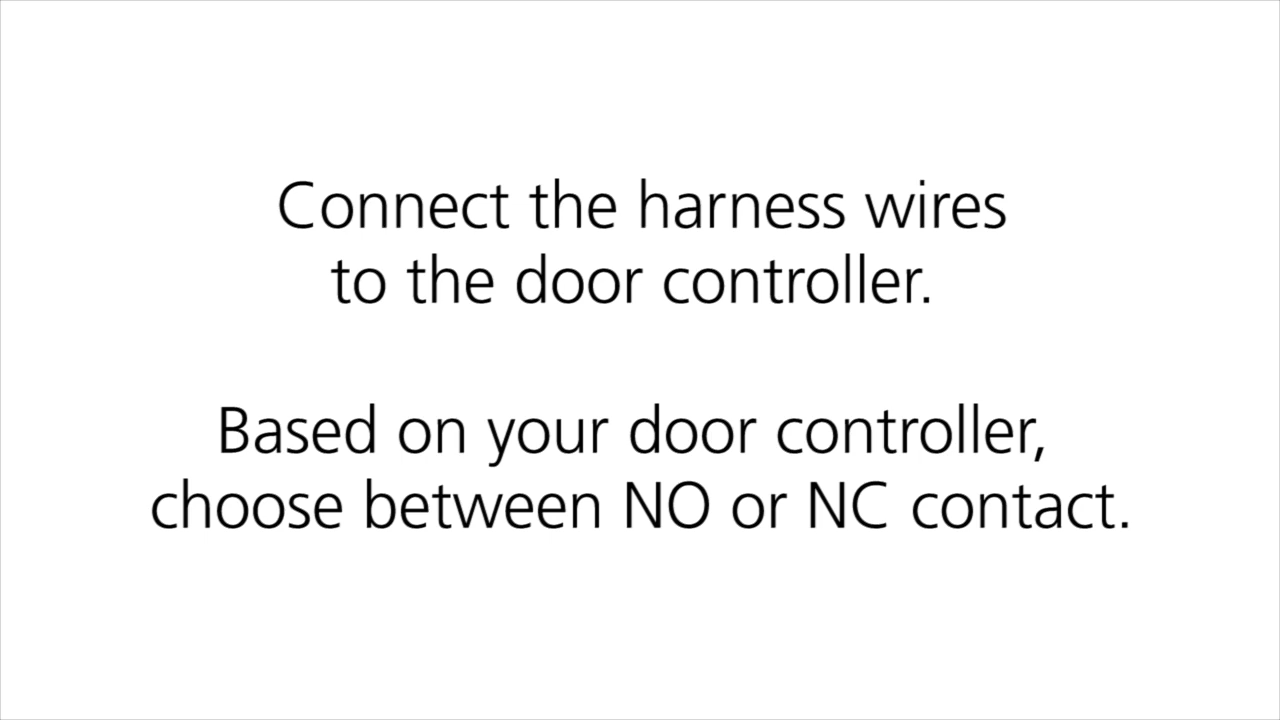 Connect the harness wires
to the door controller.
Based on your door controller,
choose between NO or NC contact.